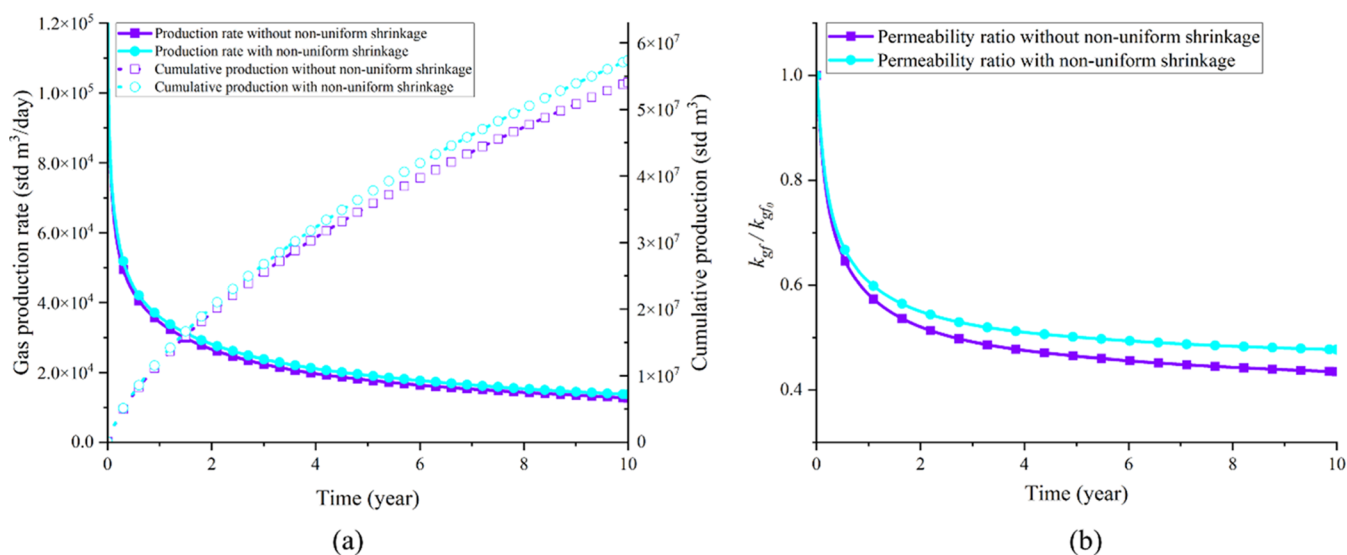 Production rate without non-uniform shrinkage
Production rate with non-uniform shrinkage
Cumulative production without non-uniform shrinkage
Cumulative production with non-uniform shrinkage
1.2×10⁵
1.0×10⁵
8.0×10⁴
6.0×10⁴
4.0×10⁴
2.0×10⁴
0.0
Gas production rate (std m³/day)
6×10⁷
5×10⁷
4×10⁷
3×10⁷
2×10⁷
1×10⁷
0
Cumulative production (std m³)
0 2 4 6 8 10
Time (year)
(a)
Permeability ratio without non-uniform shrinkage
Permeability ratio with non-uniform shrinkage
1.0
0.8
0.6
0.4
k_gf / k_gf₀
0 2 4 6 8 10
Time (year)
(b)